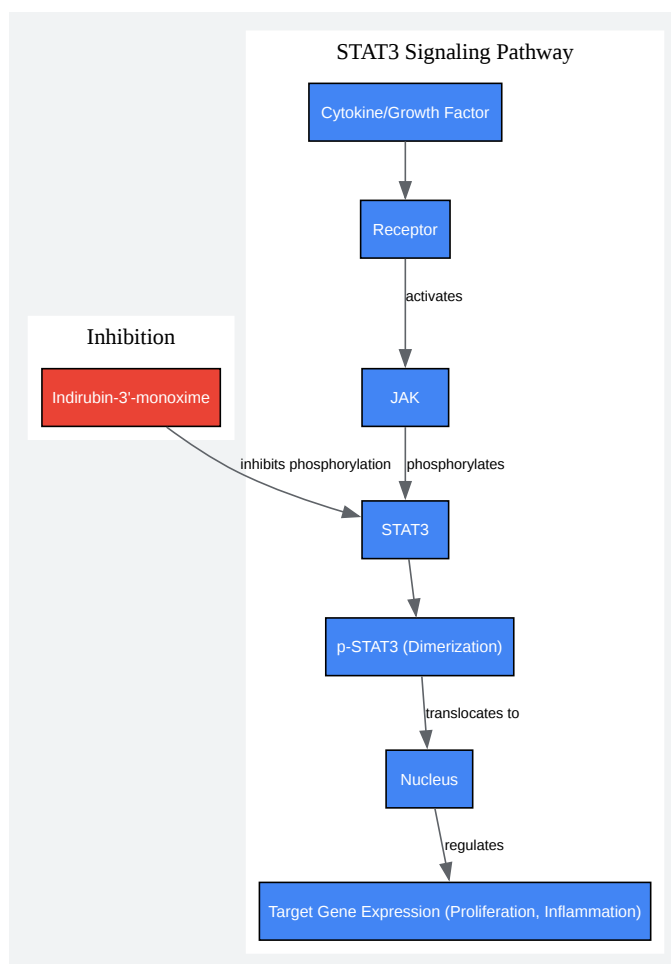 STAT3 Signaling Pathway
Cytokine/Growth Factor
Receptor
activates
Inhibition
Indirubin-3'-monoxime
JAK
inhibits phosphorylation
phosphorylates
STAT3
p-STAT3 (Dimerization)
translocates to
Nucleus
regulates
Target Gene Expression (Proliferation, Inflammation)